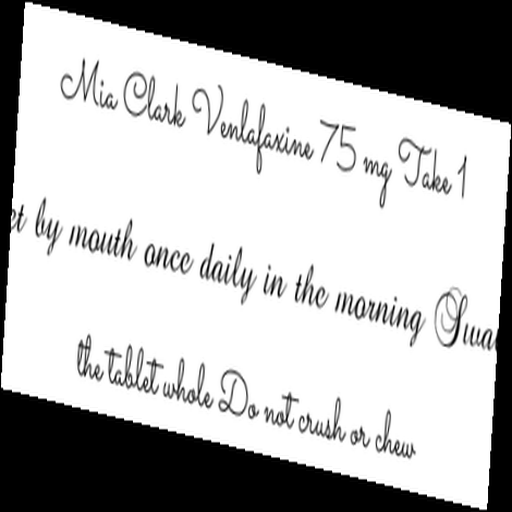 Mia Clark Venlafaxine 75 mg Take 1
by mouth once daily in the morning
the tablet whole Do not crush or chew